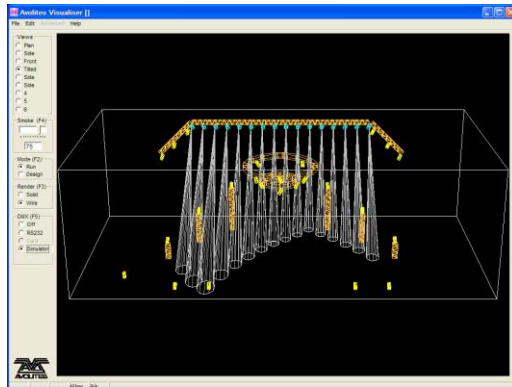 Avolites Visualiser []
File Edit Advanced Help
Views
Plan
Side
Front
Tilted
Side
Side
4
5
6
Smoke (F4)
75
Mode (F2)
Run
Design
Render (F3)
Solid
Wire
DMX (F5)
Off
RS232
Simulator
AVOLITES